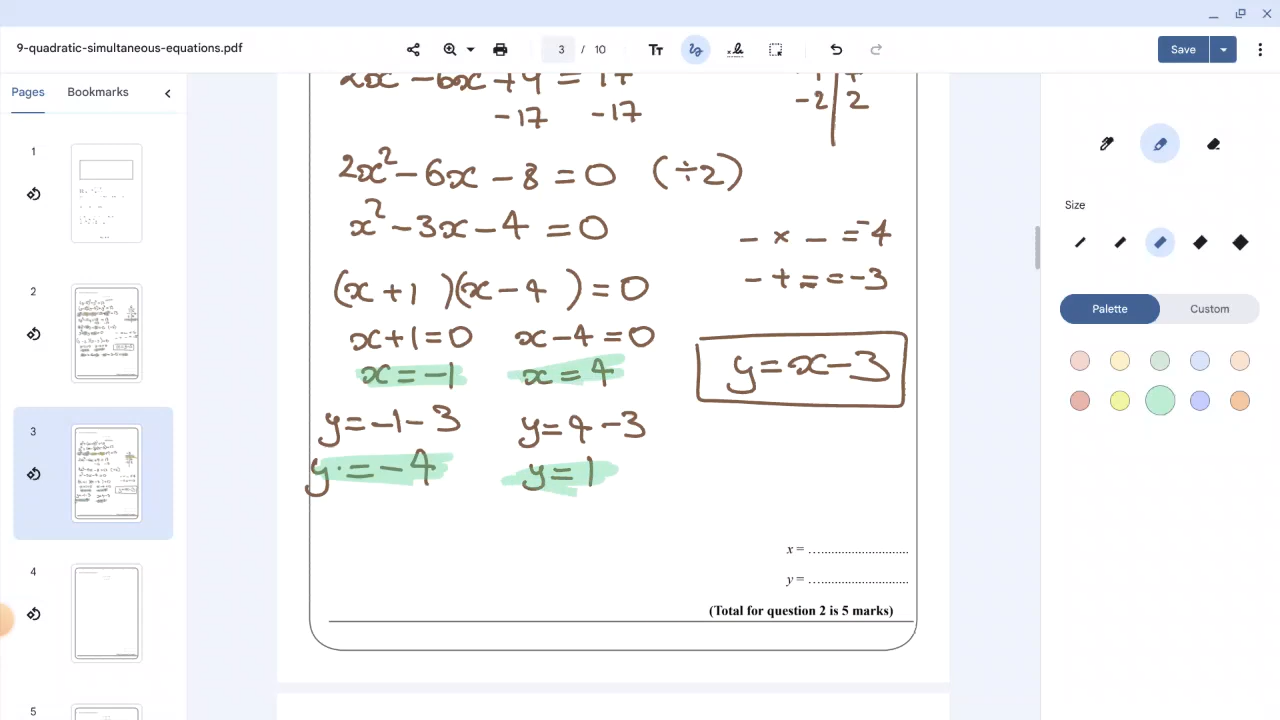 9-quadratic-simultaneous-equations.pdf
3 / 10
Tт
Save
Pages
Bookmarks
1
2
3
4
5
-17 -17
-2 | 2
2x² - 6x - 8 = 0 (÷2)
x² - 3x - 4 = 0
_ × _ = -4
(x + 1 )(x - 4 ) = 0
x + 1 = 0 x - 4 = 0
x = -1 x = 4
y = x - 3
y = -1 - 3 y = 4 - 3
y = -4 y = 1
x = ..........................
y = ..........................
(Total for question 2 is 5 marks)
Size
Palette
Custom